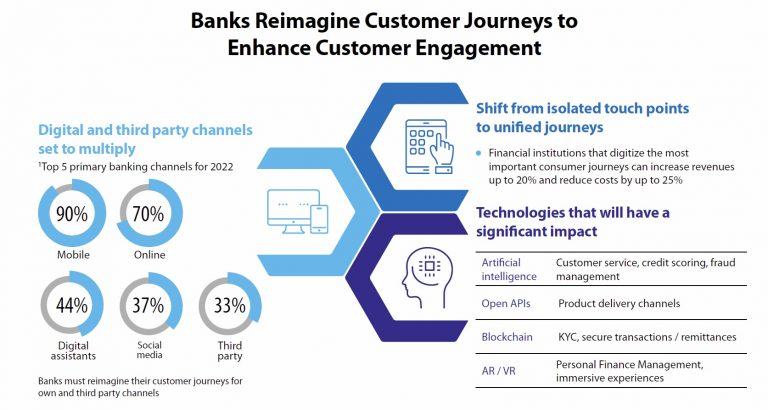 Banks Reimagine Customer Journeys to
Enhance Customer Engagement
Digital and third party channels
set to multiply
¹Top 5 primary banking channels for 2022
90%
Mobile
70%
Online
44%
Digital
assistants
37%
Social
media
33%
Third
party
Banks must reimagine their customer journeys for
own and third party channels
Shift from isolated touch points
to unified journeys
• Financial institutions that digitize the most
important consumer journeys can increase revenues
up to 20% and reduce costs by up to 25%
Technologies that will have a
significant impact
Artificial
intelligence
Customer service, credit scoring, fraud
management
Open APIs
Product delivery channels
Blockchain
KYC, secure transactions / remittances
AR / VR
Personal Finance Management,
immersive experiences